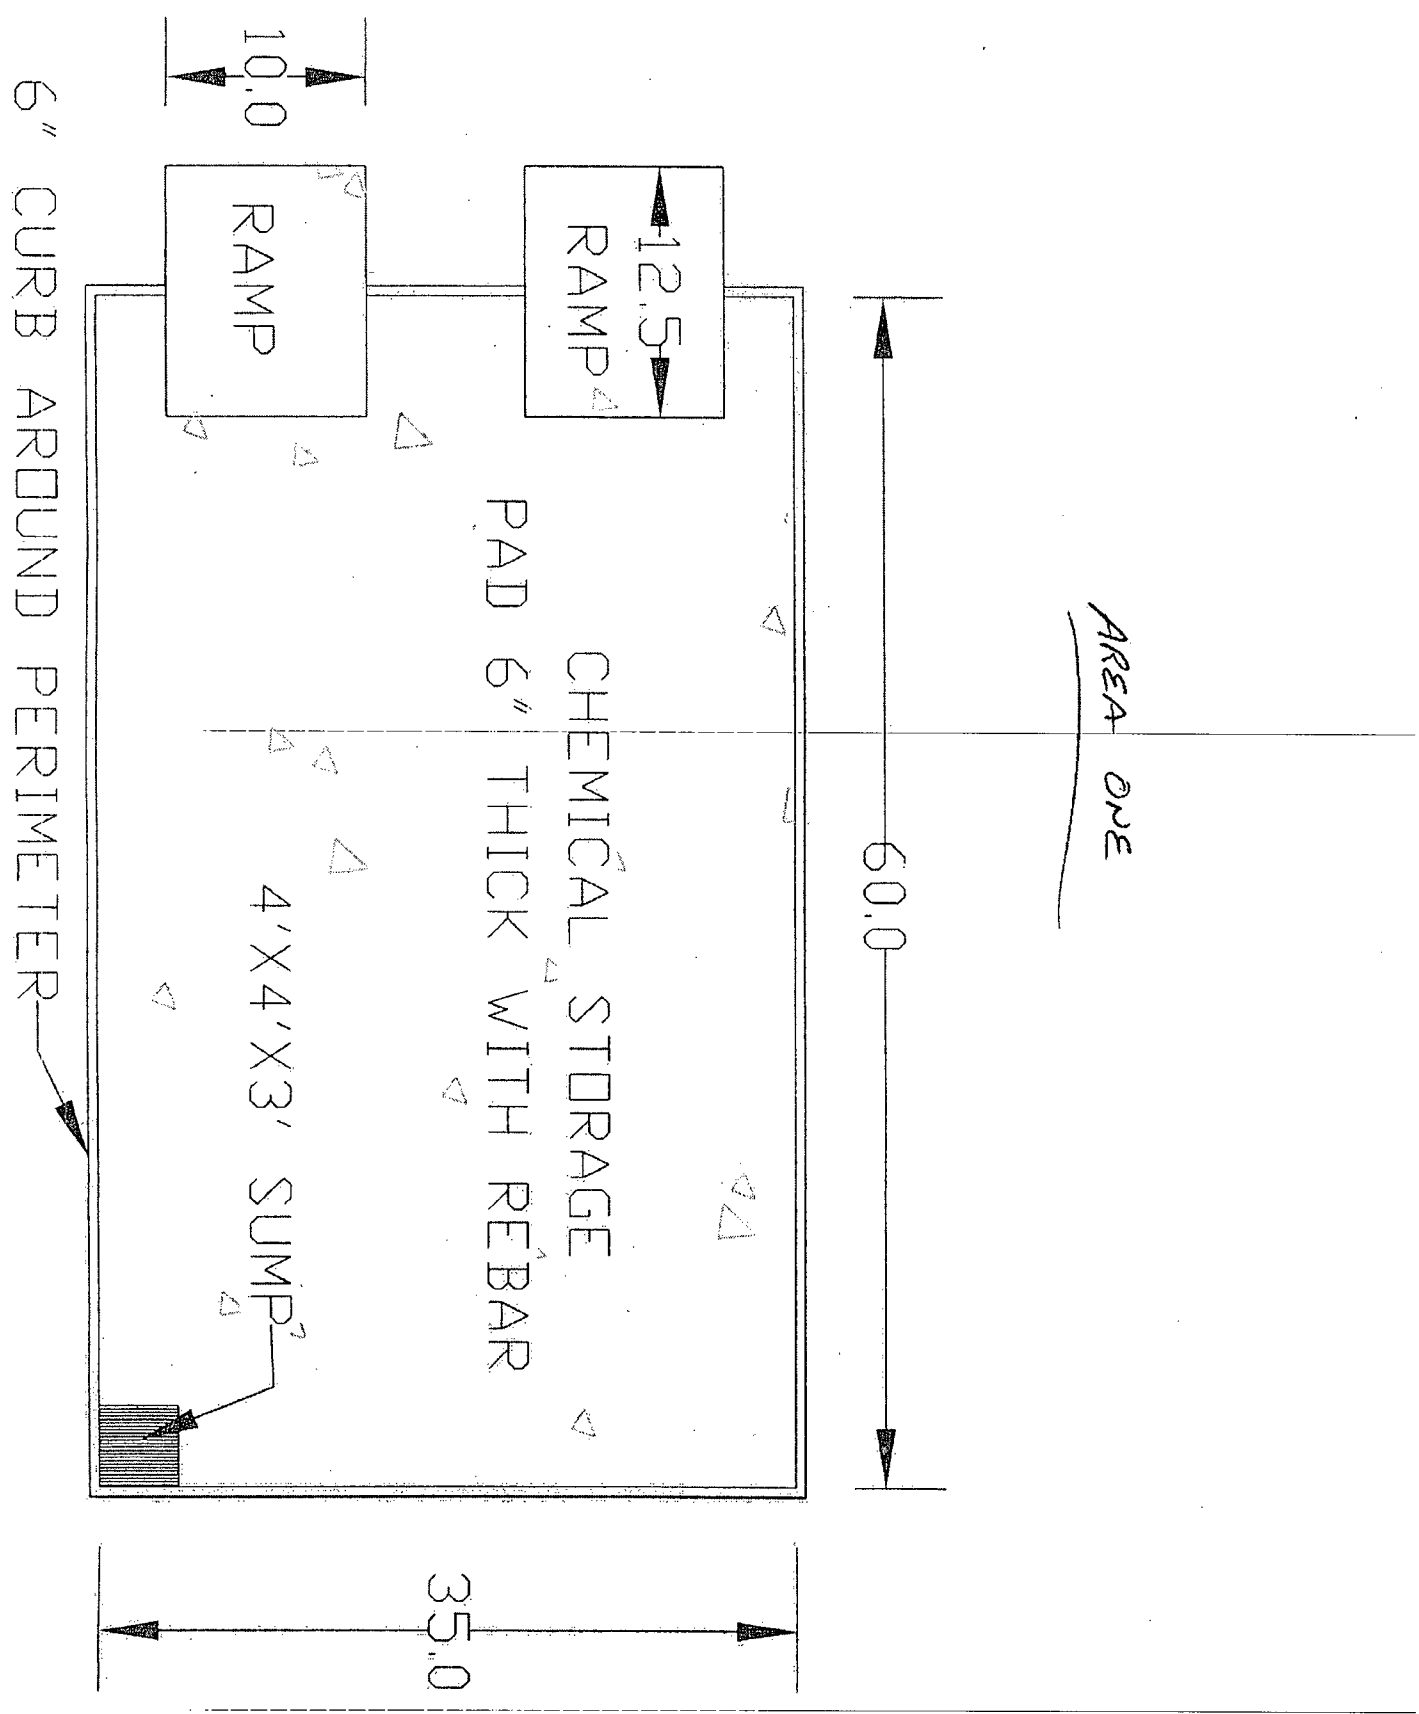 AREA ONE
60.0
12.5
RAMP
CHEMICAL STORAGE
PAD 6" THICK WITH REBAR
10.0
RAMP
4'X4'X3' SUMP
35.0
6" CURB AROUND PERIMETER